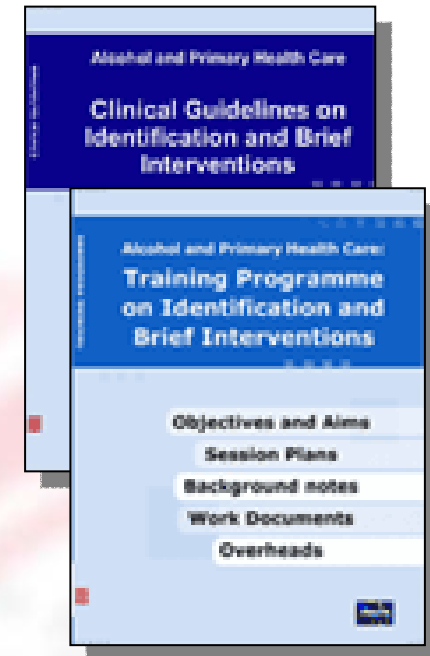 Alcohol and Primary Health Care
Clinical Guidelines on
Identification and Brief
Interventions
Alcohol and Primary Health Care:
Training Programme
on Identification and
Brief Interventions
Objectives and Aims
Session Plans
Background notes
Work Documents
Overheads